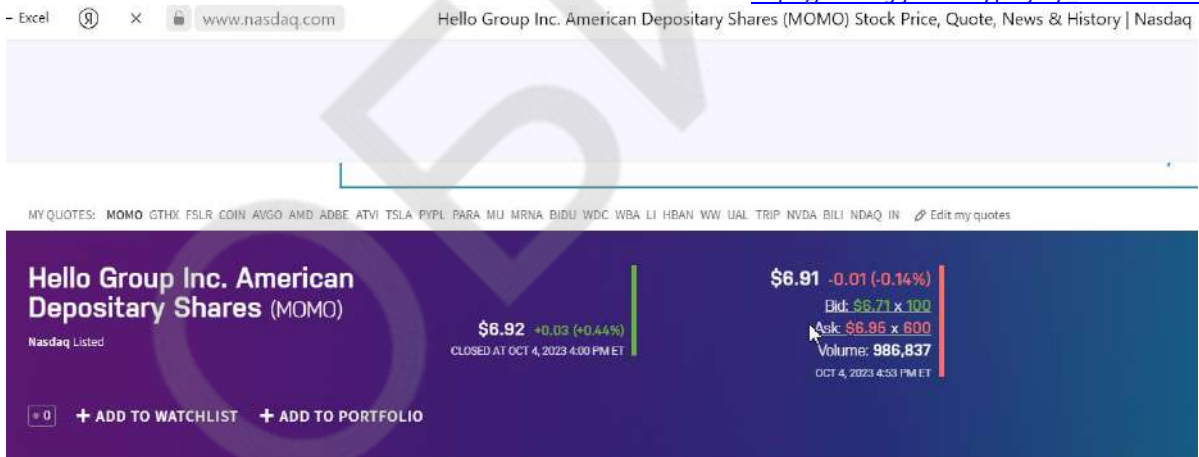 – Excel Я × www.nasdaq.com Hello Group Inc. American Depositary Shares (MOMO) Stock Price, Quote, News & History | Nasdaq
MY QUOTES: MOMO GTHX FSLR COIN AVGO AMD ADBE ATVI TSLA PYPL PARA MU MRNA BIDU WDC WBA LI HBAN WW UAL TRIP NVDA BILI NDAQ IN Edit my quotes
Hello Group Inc. American
Depositary Shares (MOMO)
Nasdaq Listed
$6.92 +0.03 (+0.44%)
CLOSED AT OCT 4, 2023 4:00 PM ET
$6.91 -0.01 (-0.14%)
Bid: $6.71 x 100
Ask: $6.95 x 600
Volume: 986,837
OCT 4, 2023 4:53 PM ET
0 + ADD TO WATCHLIST + ADD TO PORTFOLIO